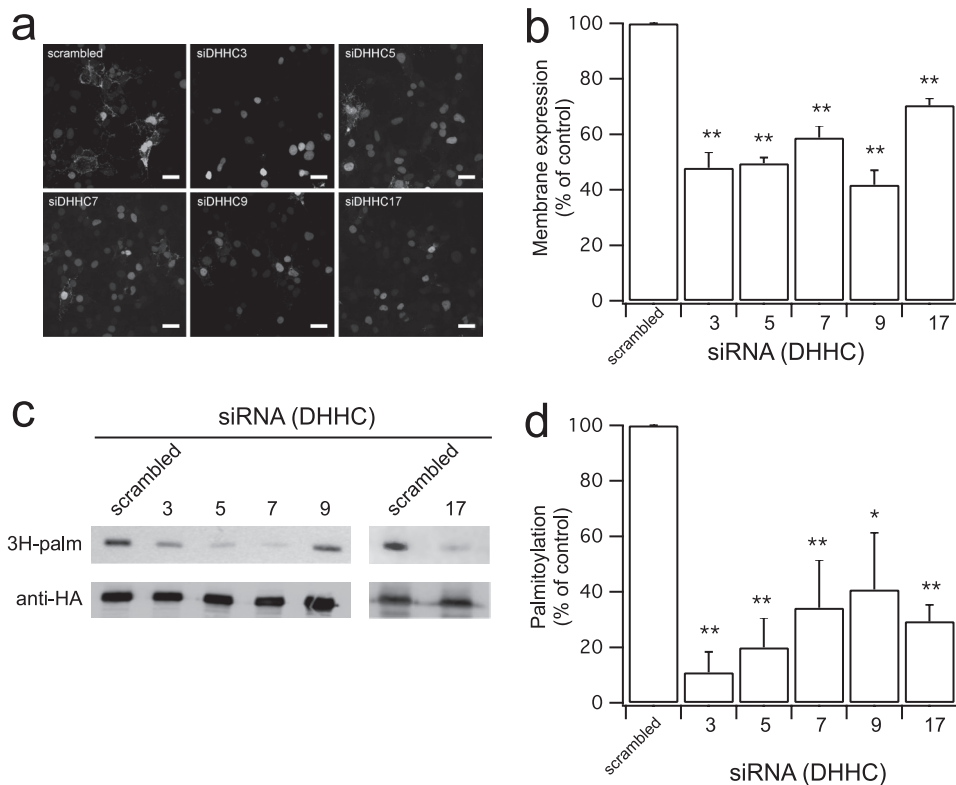 a
scrambled
siDHHC3
siDHHC5
siDHHC7
siDHHC9
siDHHC17
b
Membrane expression
(% of control)
100
80
60
40
20
0
**
**
**
**
**
scrambled
3
5
7
9
17
siRNA (DHHC)
c
siRNA (DHHC)
scrambled
3
5
7
9
scrambled
17
3H-palm
anti-HA
d
Palmitoylation
(% of control)
100
80
60
40
20
0
**
**
**
*
**
scrambled
3
5
7
9
17
siRNA (DHHC)